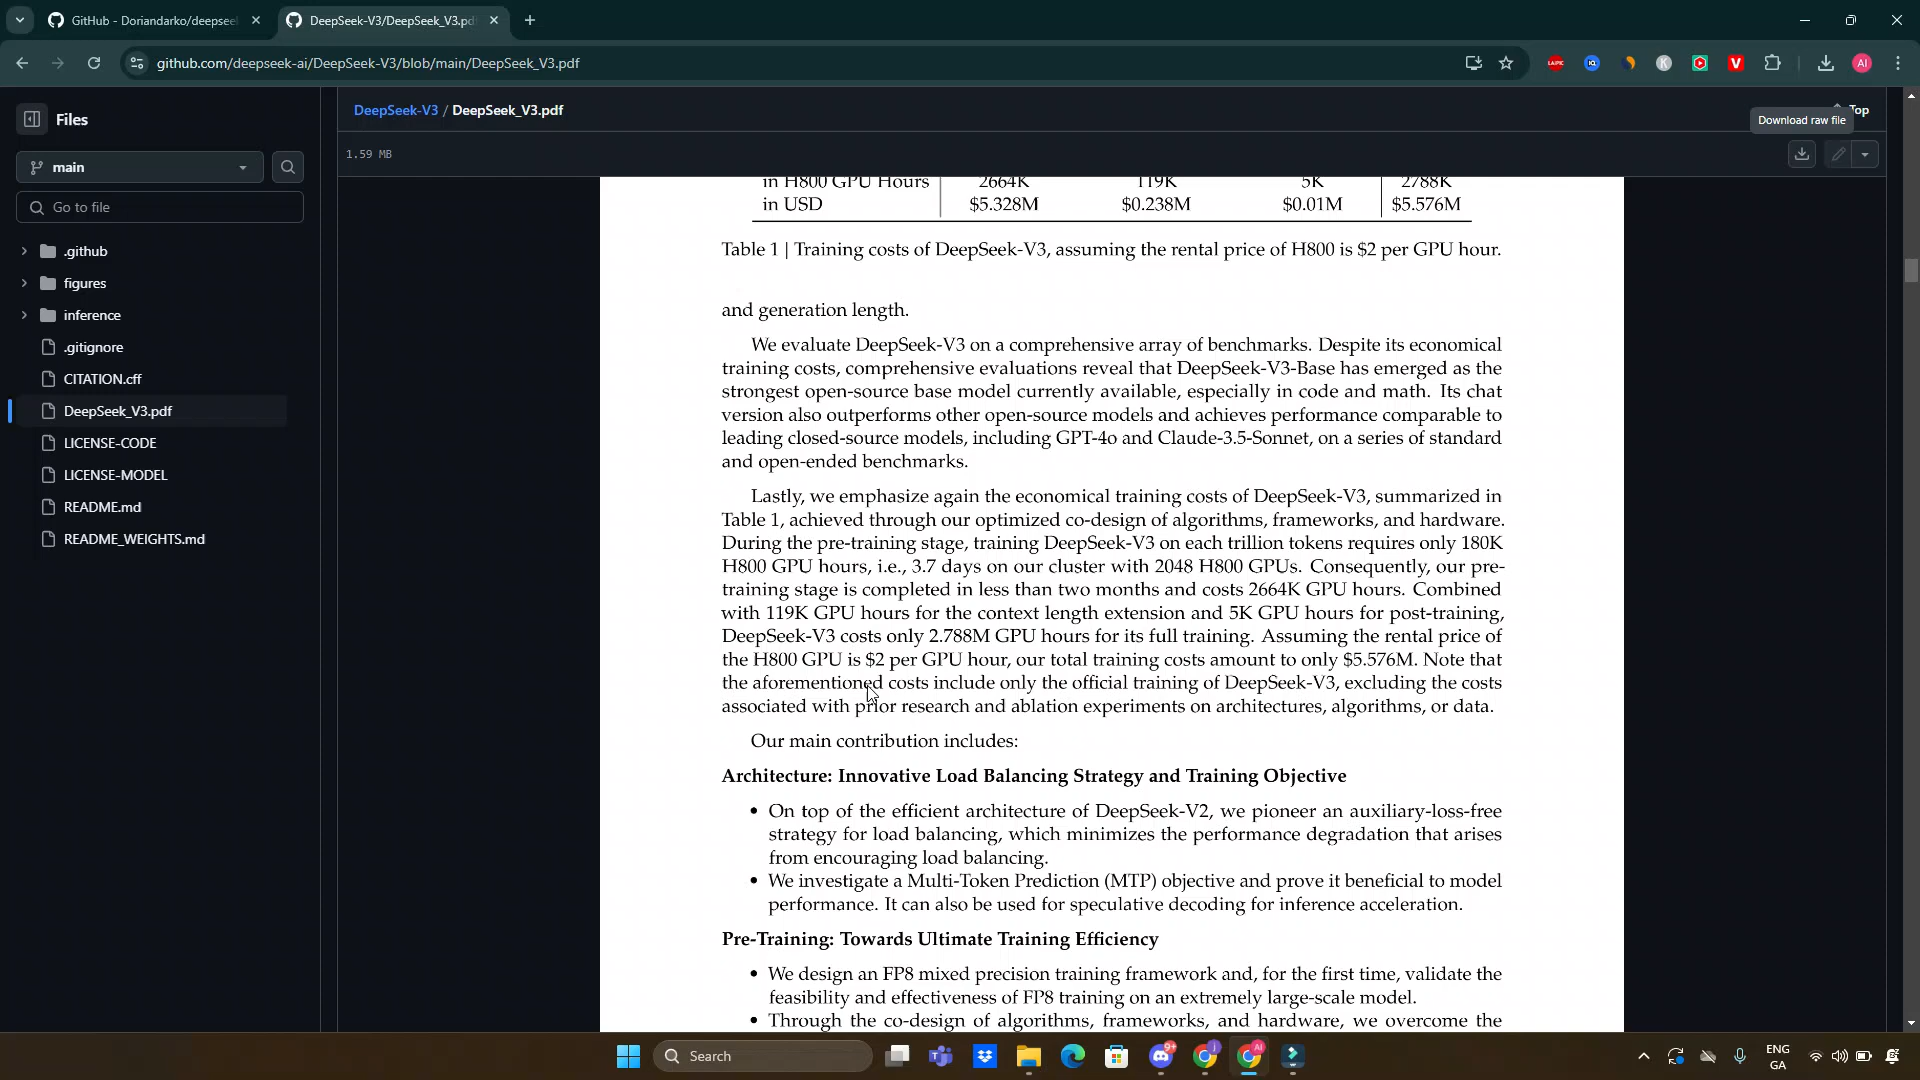 GitHub - Doriandarko/deepsee
DeepSeek-V3/DeepSeek_V3.pd
github.com/deepseek-ai/DeepSeek-V3/blob/main/DeepSeek_V3.pdf
AI
Files
main
Go to file
.github
figures
inference
.gitignore
CITATION.cff
DeepSeek_V3.pdf
LICENSE-CODE
LICENSE-MODEL
README.md
README_WEIGHTS.md
DeepSeek-V3 / DeepSeek_V3.pdf
Top
Download raw file
1.59 MB
in H800 GPU Hours 2664K 119K 5K 2788K
in USD $5.328M $0.238M $0.01M $5.576M
Table 1 | Training costs of DeepSeek-V3, assuming the rental price of H800 is $2 per GPU hour.
and generation length.
We evaluate DeepSeek-V3 on a comprehensive array of benchmarks. Despite its economical
training costs, comprehensive evaluations reveal that DeepSeek-V3-Base has emerged as the
strongest open-source base model currently available, especially in code and math. Its chat
version also outperforms other open-source models and achieves performance comparable to
leading closed-source models, including GPT-4o and Claude-3.5-Sonnet, on a series of standard
and open-ended benchmarks.
Lastly, we emphasize again the economical training costs of DeepSeek-V3, summarized in
Table 1, achieved through our optimized co-design of algorithms, frameworks, and hardware.
During the pre-training stage, training DeepSeek-V3 on each trillion tokens requires only 180K
H800 GPU hours, i.e., 3.7 days on our cluster with 2048 H800 GPUs. Consequently, our pre-
training stage is completed in less than two months and costs 2664K GPU hours. Combined
with 119K GPU hours for the context length extension and 5K GPU hours for post-training,
DeepSeek-V3 costs only 2.788M GPU hours for its full training. Assuming the rental price of
the H800 GPU is $2 per GPU hour, our total training costs amount to only $5.576M. Note that
the aforementioned costs include only the official training of DeepSeek-V3, excluding the costs
associated with prior research and ablation experiments on architectures, algorithms, or data.
Our main contribution includes:
Architecture: Innovative Load Balancing Strategy and Training Objective
• On top of the efficient architecture of DeepSeek-V2, we pioneer an auxiliary-loss-free
strategy for load balancing, which minimizes the performance degradation that arises
from encouraging load balancing.
• We investigate a Multi-Token Prediction (MTP) objective and prove it beneficial to model
performance. It can also be used for speculative decoding for inference acceleration.
Pre-Training: Towards Ultimate Training Efficiency
• We design an FP8 mixed precision training framework and, for the first time, validate the
feasibility and effectiveness of FP8 training on an extremely large-scale model.
• Through the co-design of algorithms, frameworks, and hardware, we overcome the
Search
ENG
GA